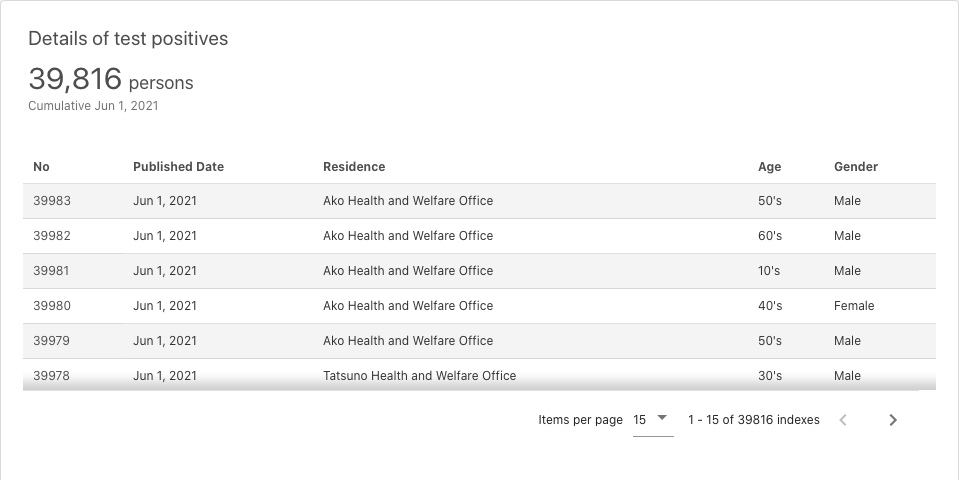 Details of test positives
39,816 persons
Cumulative Jun 1, 2021
No Published Date Residence Age Gender
39983 Jun 1, 2021 Ako Health and Welfare Office 50's Male
39982 Jun 1, 2021 Ako Health and Welfare Office 60's Male
39981 Jun 1, 2021 Ako Health and Welfare Office 10's Male
39980 Jun 1, 2021 Ako Health and Welfare Office 40's Female
39979 Jun 1, 2021 Ako Health and Welfare Office 50's Male
39978 Jun 1, 2021 Tatsuno Health and Welfare Office 30's Male
Items per page 15 1 - 15 of 39816 indexes